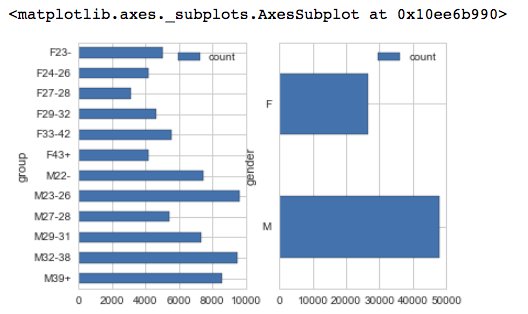 <matplotlib.axes._subplots.AxesSubplot at 0x10ee6b990>
count
F23-
F24-26
F27-28
F29-32
F33-42
F43+
M22-
M23-26
M27-28
M29-31
M32-38
M39+
group
0 2000 4000 6000 8000 10000
count
F
M
gender
0 10000 20000 30000 40000 50000